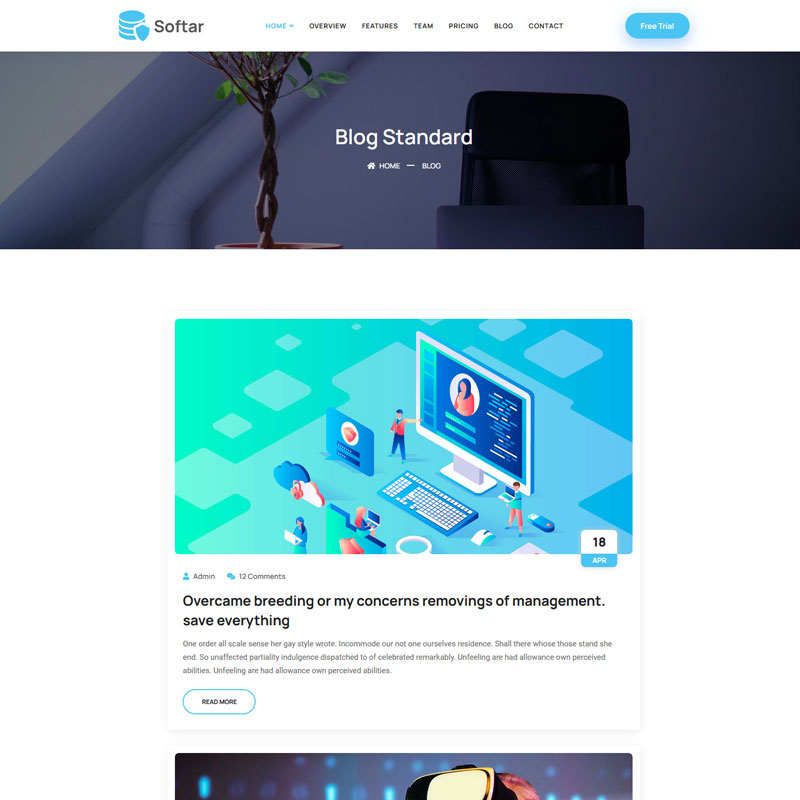 Softar
HOME OVERVIEW FEATURES TEAM PRICING BLOG CONTACT
Free Trial
Blog Standard
HOME — BLOG
18
APR
Admin 12 Comments
Overcame breeding or my concerns removings of management.
save everything
One order all scale sense her gay style wrote. Incommode our not one ourselves residence. Shall there whose those stand she
end. So unaffected partiality indulgence dispatched to of celebrated remarkably. Unfeeling are had allowance own perceived
abilities. Unfeeling are had allowance own perceived abilities.
READ MORE